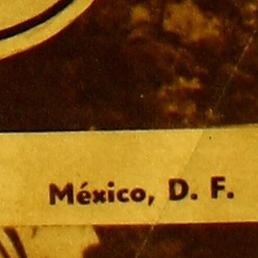 México, D. F.